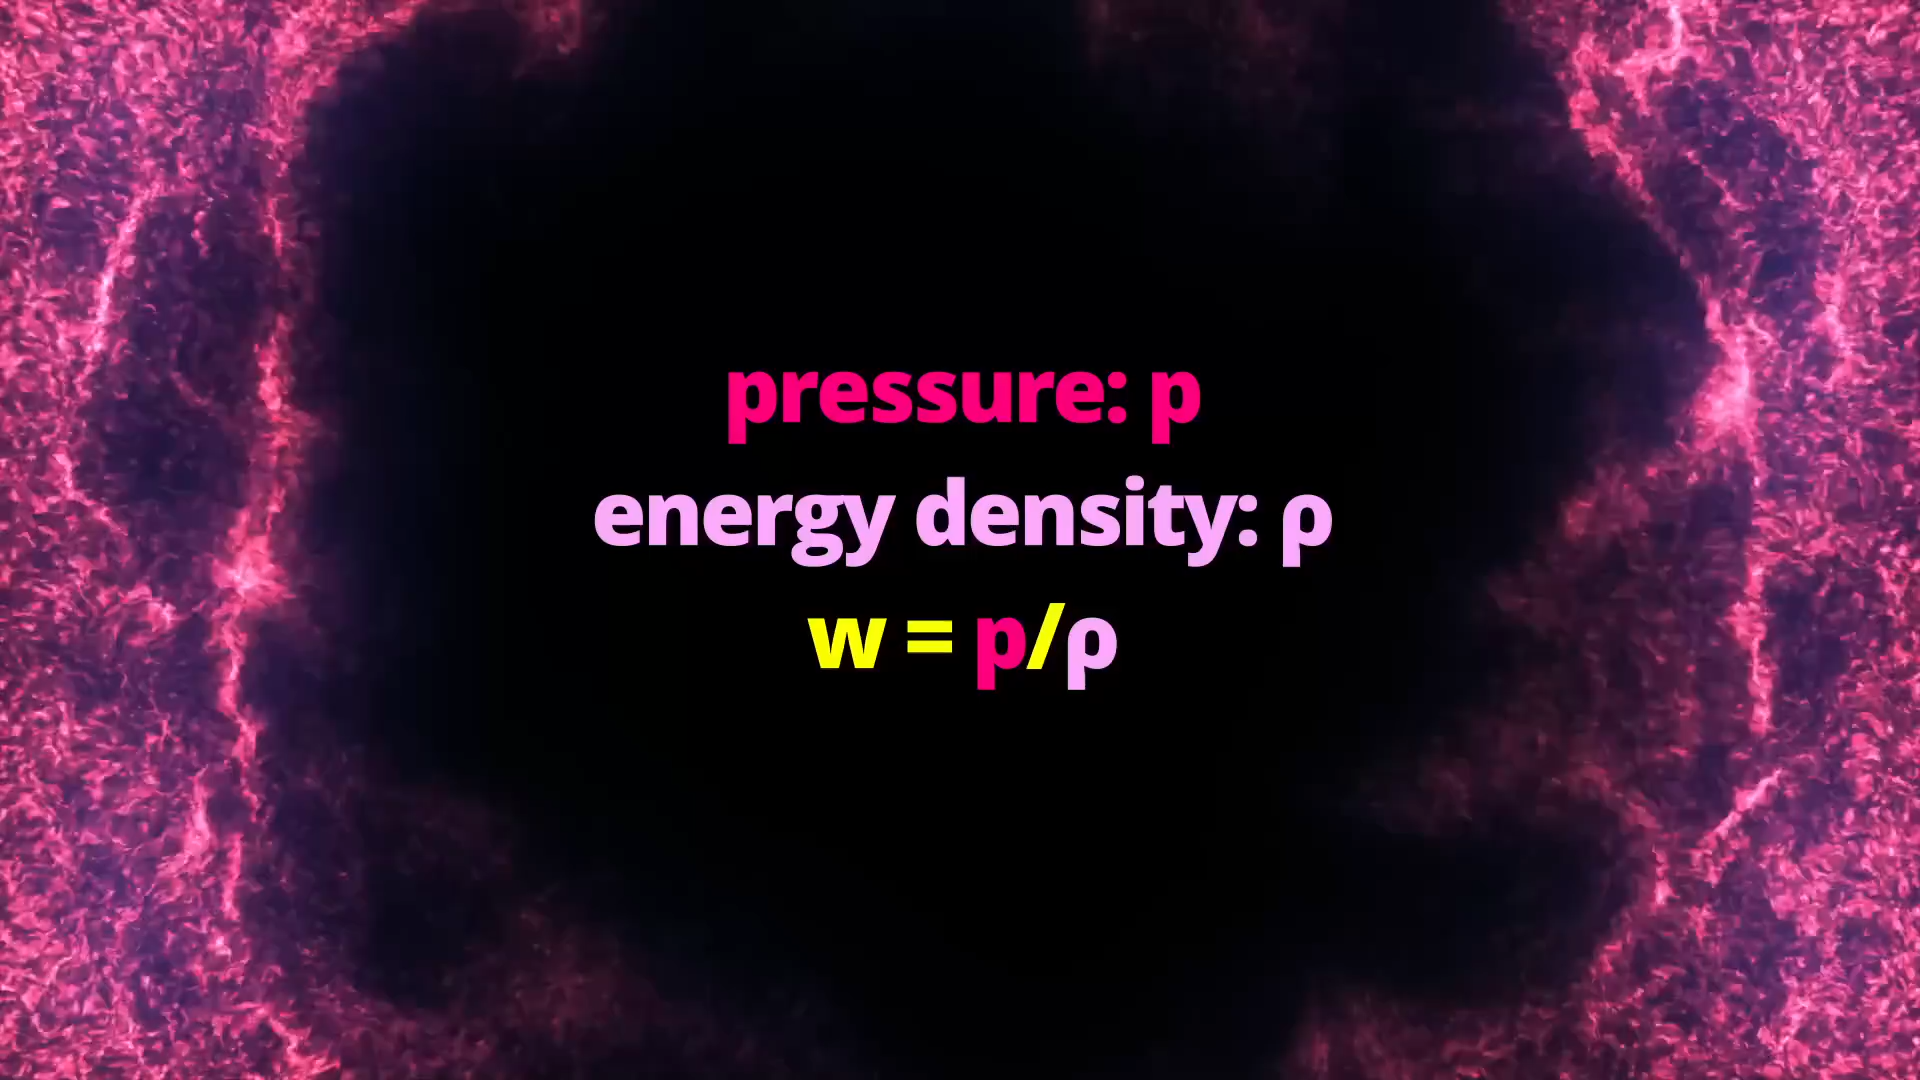 pressure: p
energy density: ρ
w = p/ρ